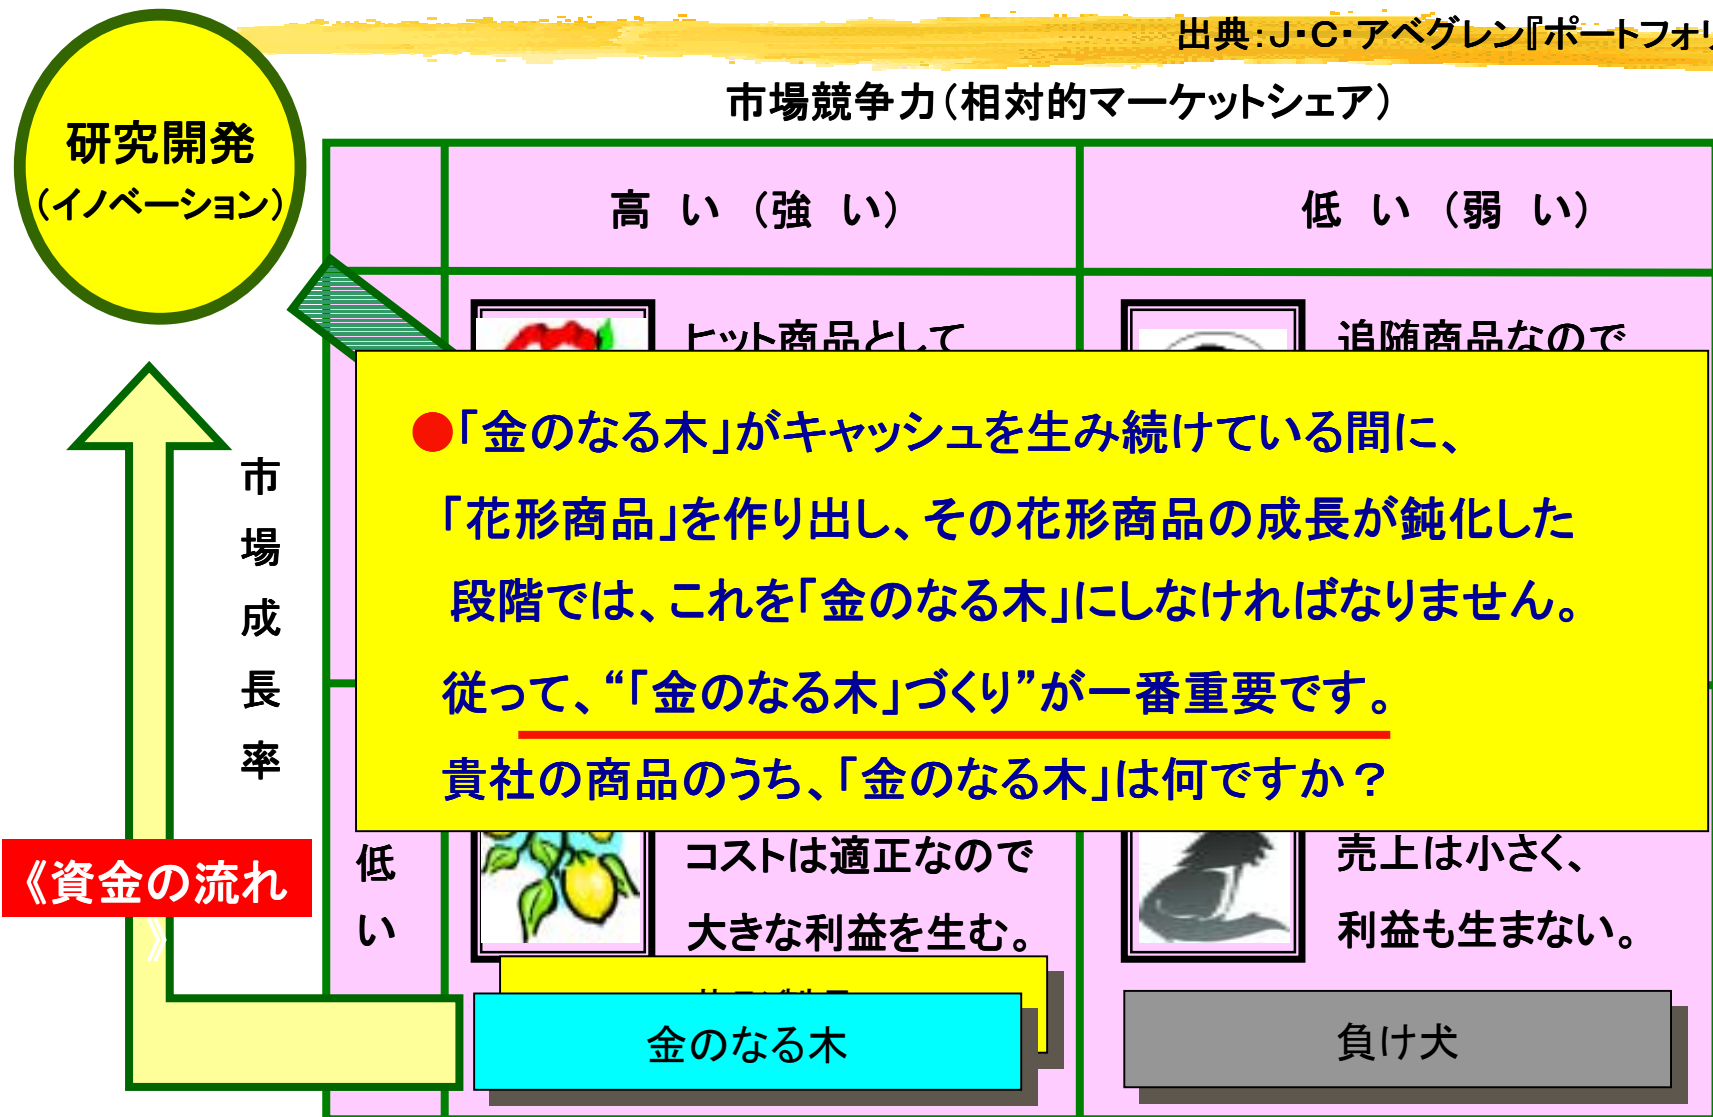 出典:J・C・アベグレン『ポートフォリ
市場競争力(相対的マーケットシェア)
研究開発
(イノベーション)
高 い (強 い)
低 い (弱 い)
ヒット商品として
追随商品なので
●「金のなる木」がキャッシュを生み続けている間に、
「花形商品」を作り出し、その花形商品の成長が鈍化した
段階では、これを「金のなる木」にしなければなりません。
従って、“「金のなる木」づくり”が一番重要です。
貴社の商品のうち、「金のなる木」は何ですか?
市場成長率
《資金の流れ
》
低い
コストは適正なので
大きな利益を生む。
売上は小さく、
利益も生まない。
金のなる木
負け犬